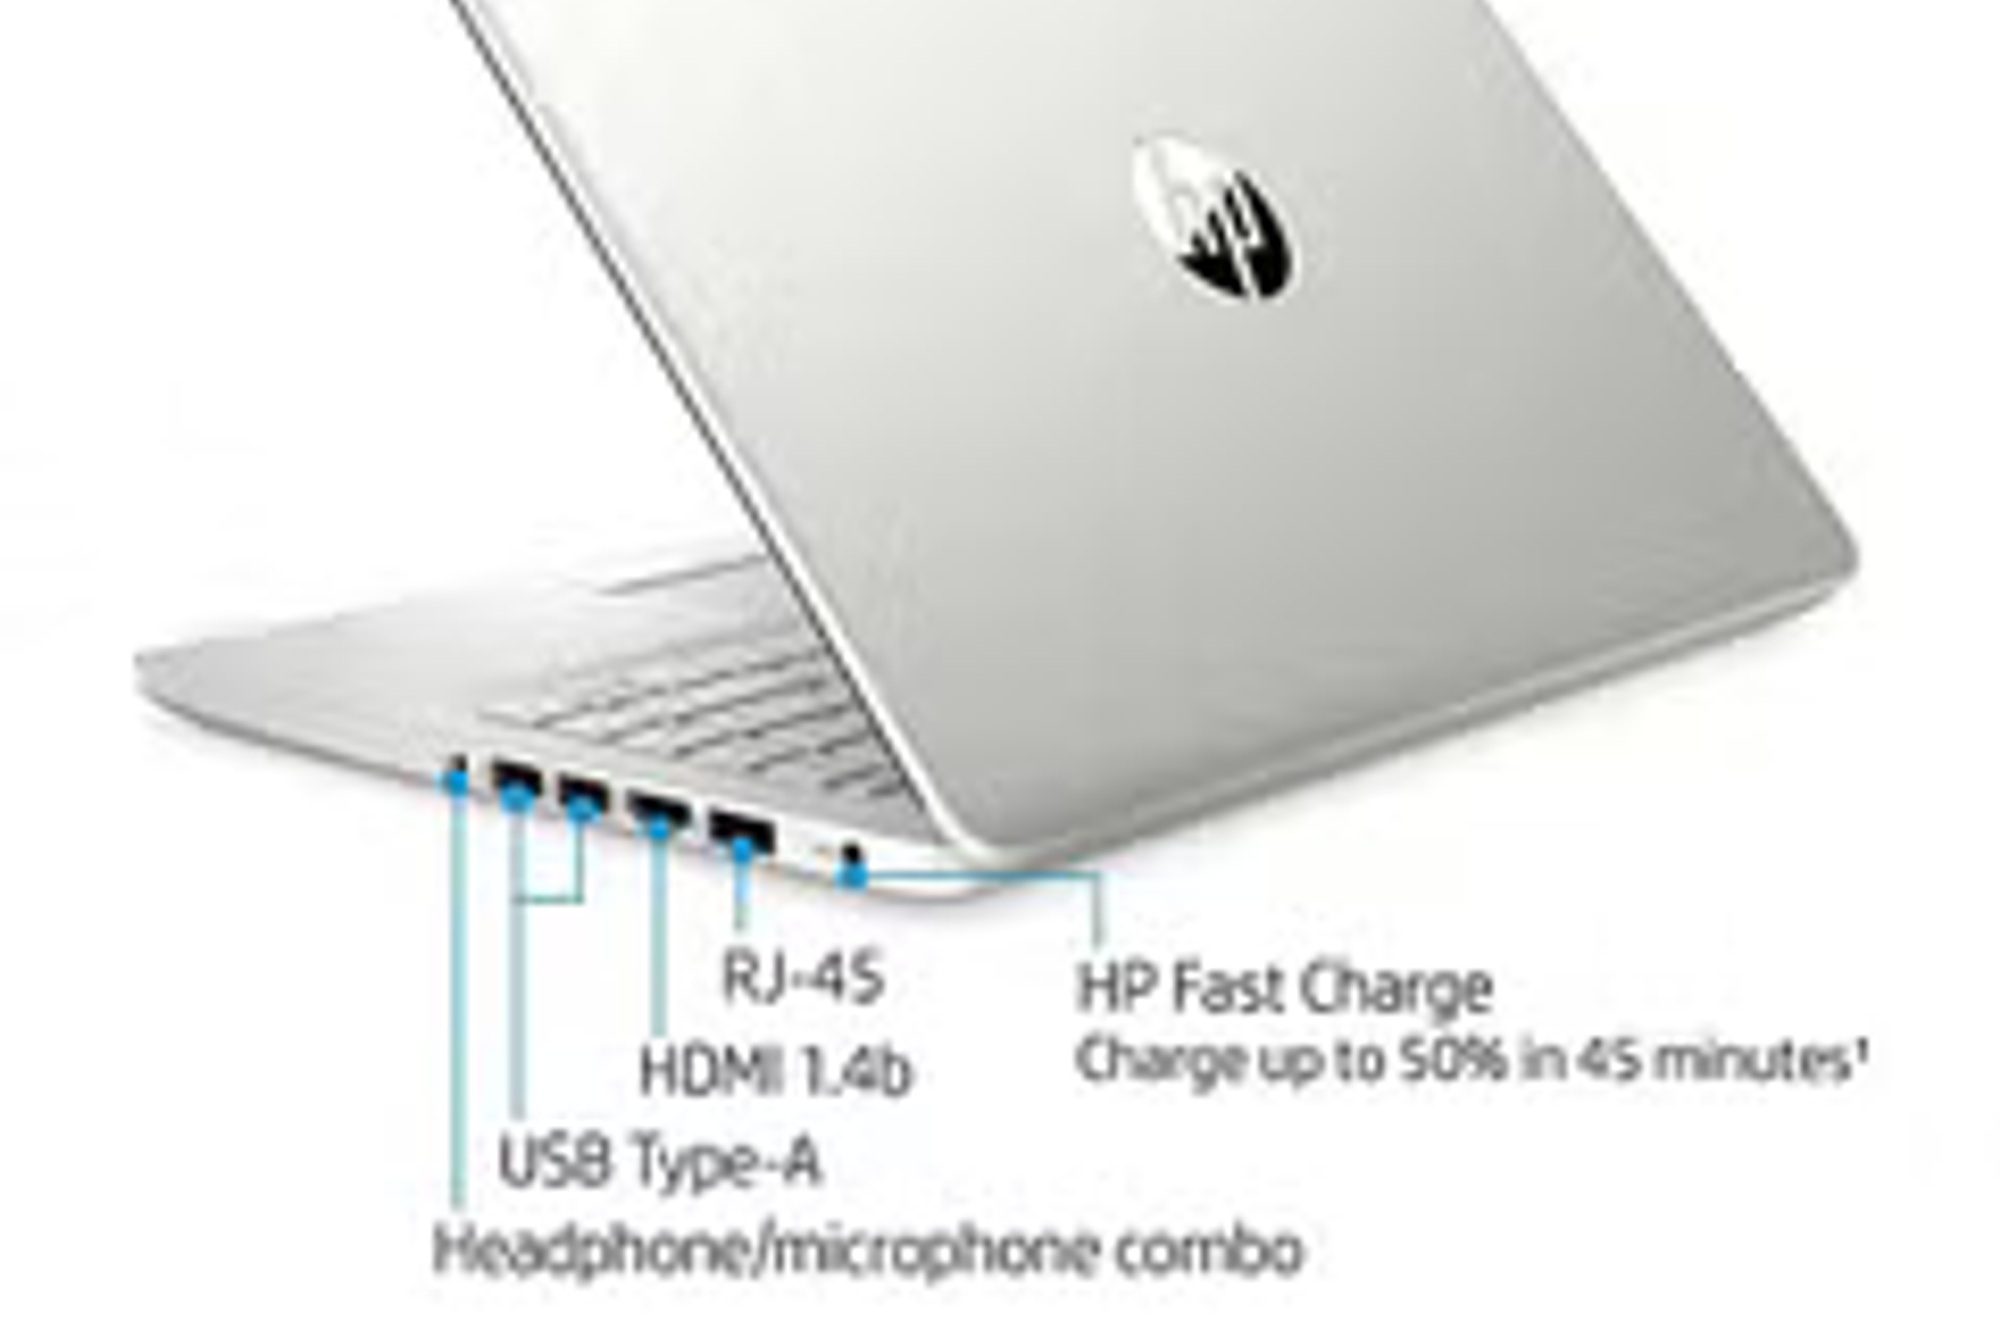 hp
RJ-45
HP Fast Charge
Charge up to 50% in 45 minutes¹
HDMI 1.4b
USB Type-A
Headphone/microphone combo